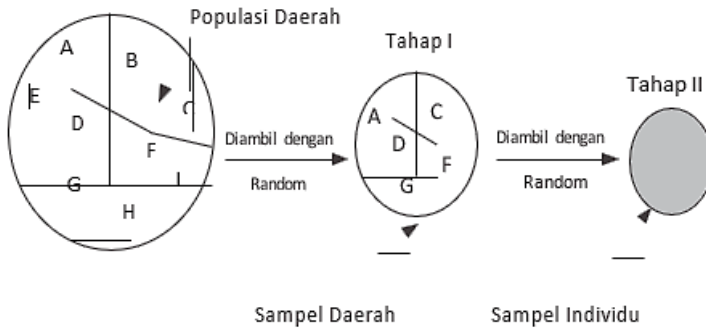 Populasi Daerah
A
B
E
C
D
F
G
I
H
Diambil dengan
Random
Tahap I
A
C
D
F
G
Diambil dengan
Random
Tahap II
Sampel Daerah
Sampel Individu